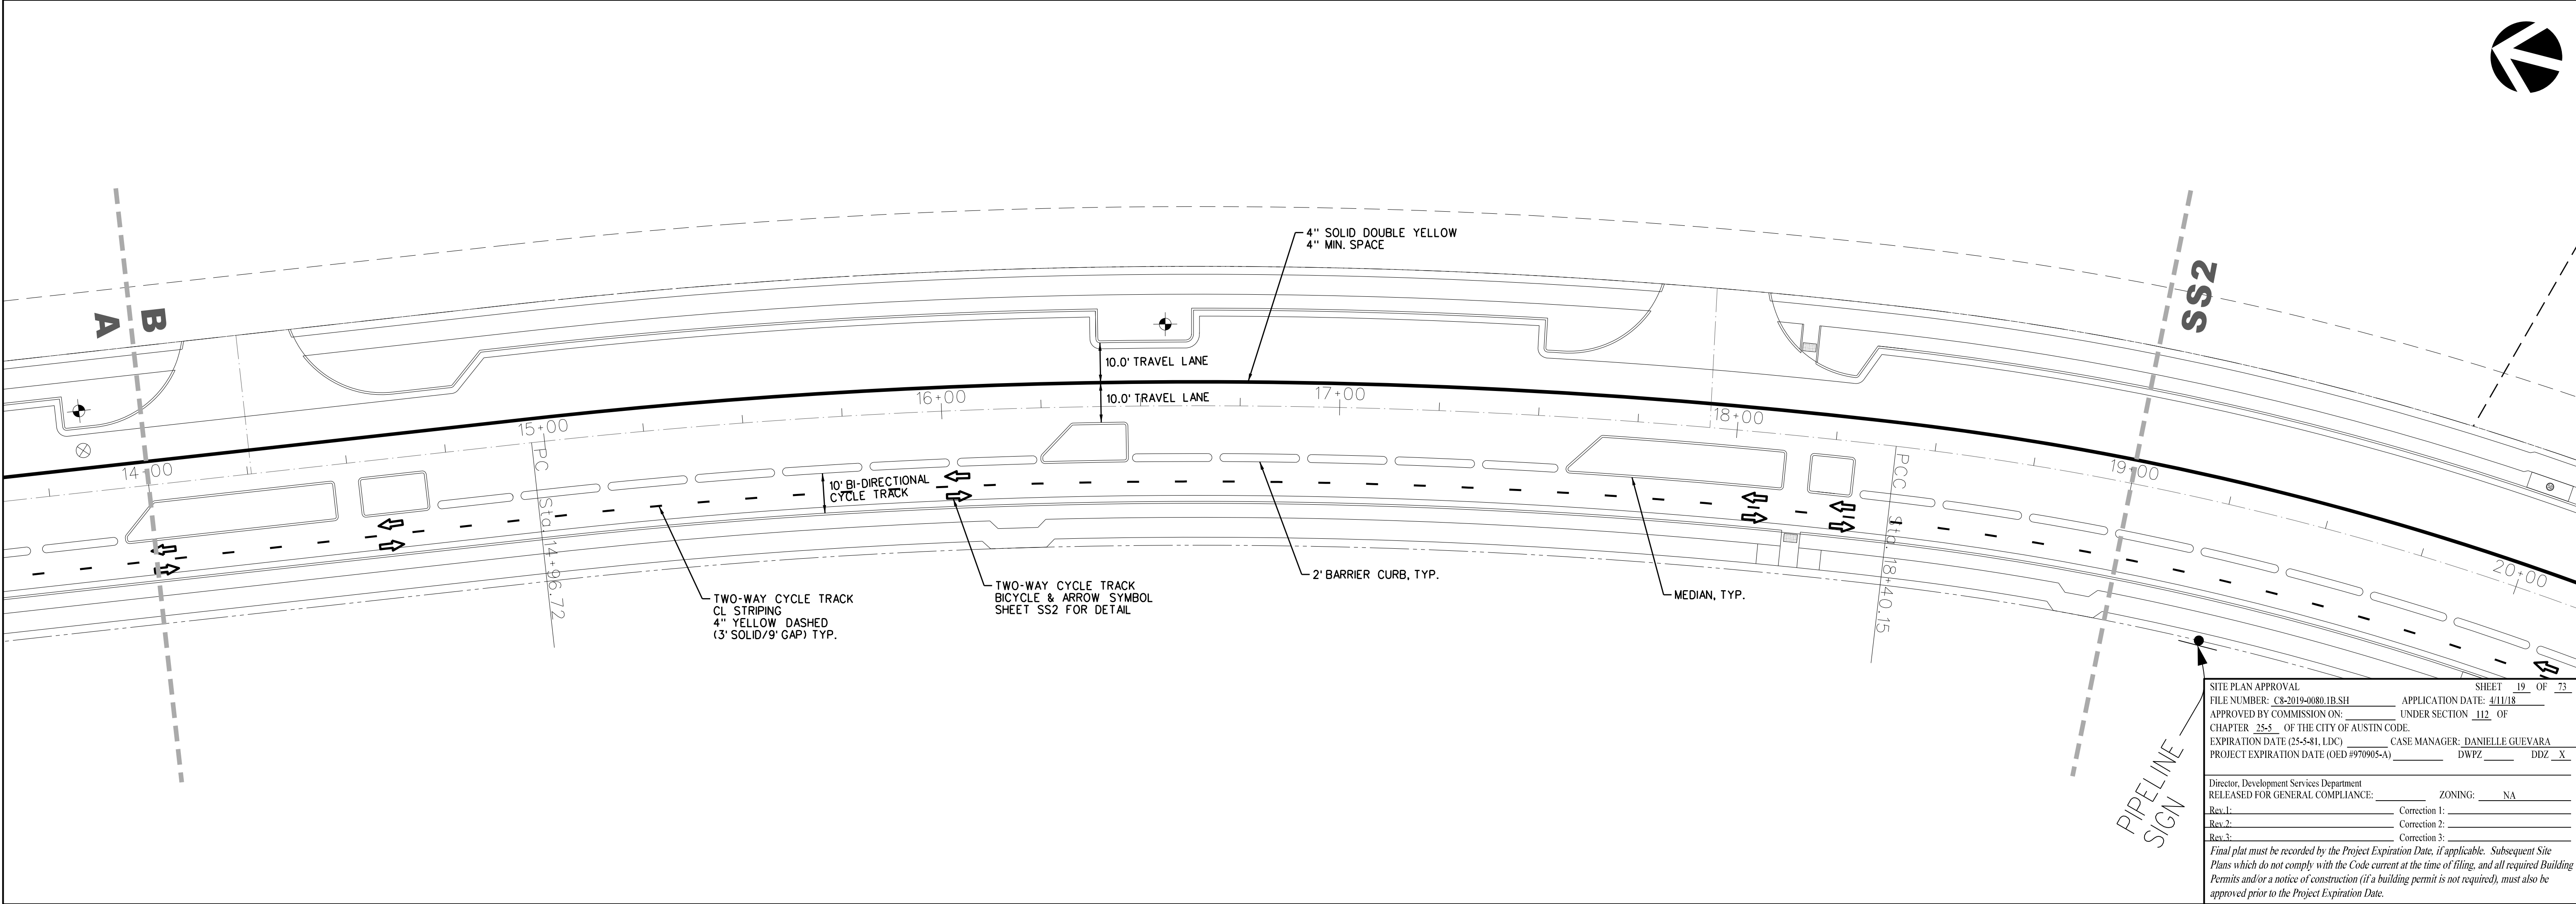 4" SOLID DOUBLE YELLOW
4" MIN. SPACE
SS2
A
B
10.0' TRAVEL LANE
10.0' TRAVEL LANE
14+00
15+00
16+00
17+00
18+00
19+00
20+00
PC Std. 14+96.72
PCC Std. 18+40.15
10' BI-DIRECTIONAL
CYCLE TRACK
TWO-WAY CYCLE TRACK
CL STRIPING
4" YELLOW DASHED
(3' SOLID/9' GAP) TYP.
TWO-WAY CYCLE TRACK
BICYCLE & ARROW SYMBOL
SHEET SS2 FOR DETAIL
2' BARRIER CURB, TYP.
MEDIAN, TYP.
PIPELINE
SIGN
SITE PLAN APPROVAL SHEET 19 OF 73
FILE NUMBER: C8-2019-0080.1B.SH APPLICATION DATE: 4/11/18
APPROVED BY COMMISSION ON: UNDER SECTION 112 OF
CHAPTER 25-5 OF THE CITY OF AUSTIN CODE.
EXPIRATION DATE (25-5-81, LDC) CASE MANAGER: DANIELLE GUEVARA
PROJECT EXPIRATION DATE (OED #970905-A) DWPZ DDZ X
Director, Development Services Department
RELEASED FOR GENERAL COMPLIANCE: ZONING: NA
Rev.1: Correction 1:
Rev.2: Correction 2:
Rev.3: Correction 3:
Final plat must be recorded by the Project Expiration Date, if applicable. Subsequent Site
Plans which do not comply with the Code current at the time of filing, and all required Building
Permits and/or a notice of construction (if a building permit is not required), must also be
approved prior to the Project Expiration Date.